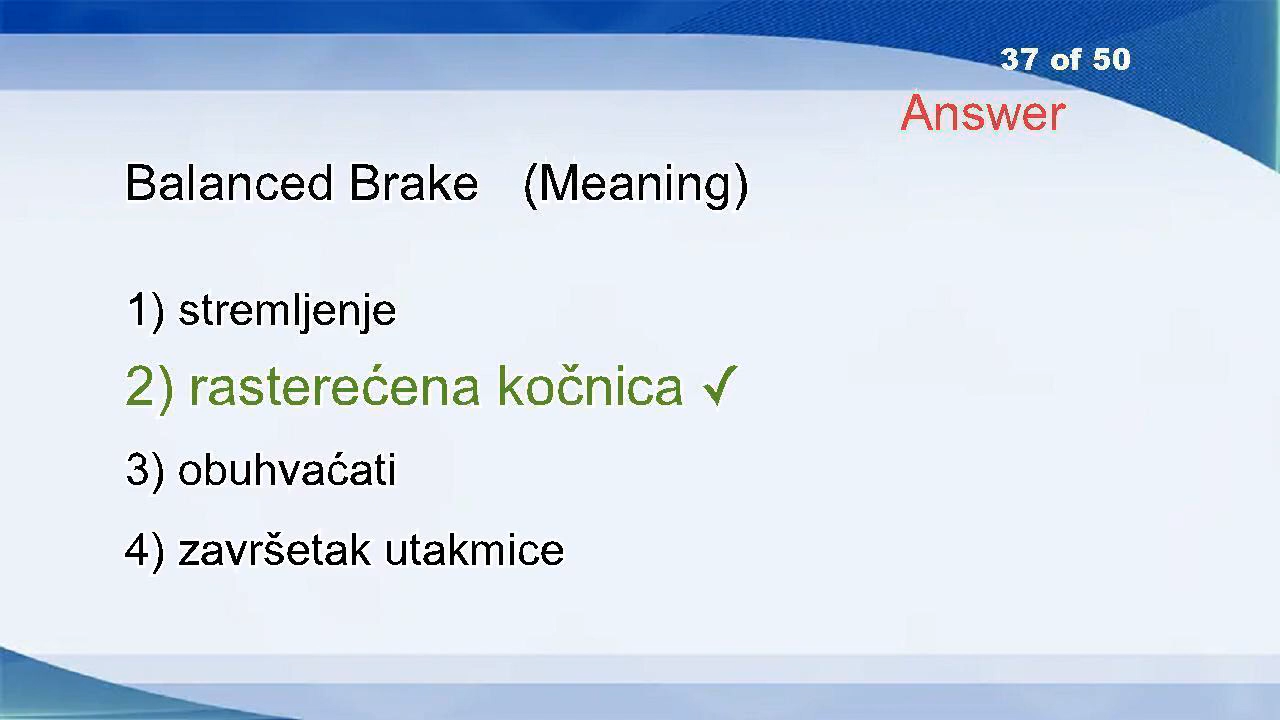 37 of 50
Answer
Balanced Brake (Meaning)
1) stremljenje
2) rasterećena kočnica ✓
3) obuhvaćati
4) završetak utakmice